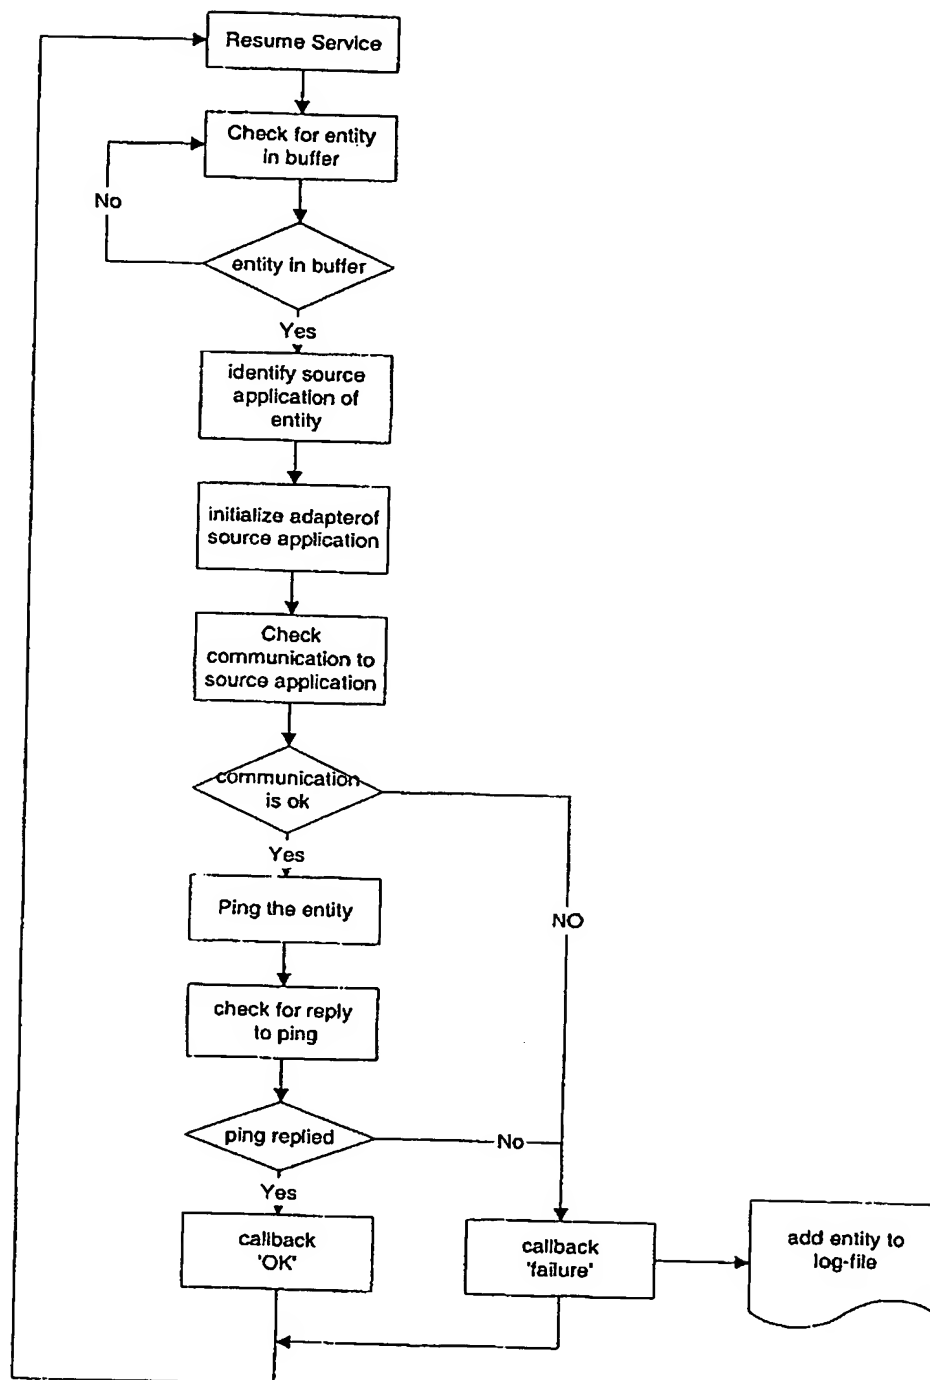 Resume Service
Check for entity
in buffer
No
entity in buffer
Yes
identify source
application of
entity
initialize adapterof
source application
Check
communication to
source application
communication
is ok
Yes
Ping the entity
NO
check for reply
to ping
ping replied
No
Yes
callback
'OK'
callback
'failure'
add entity to
log-file